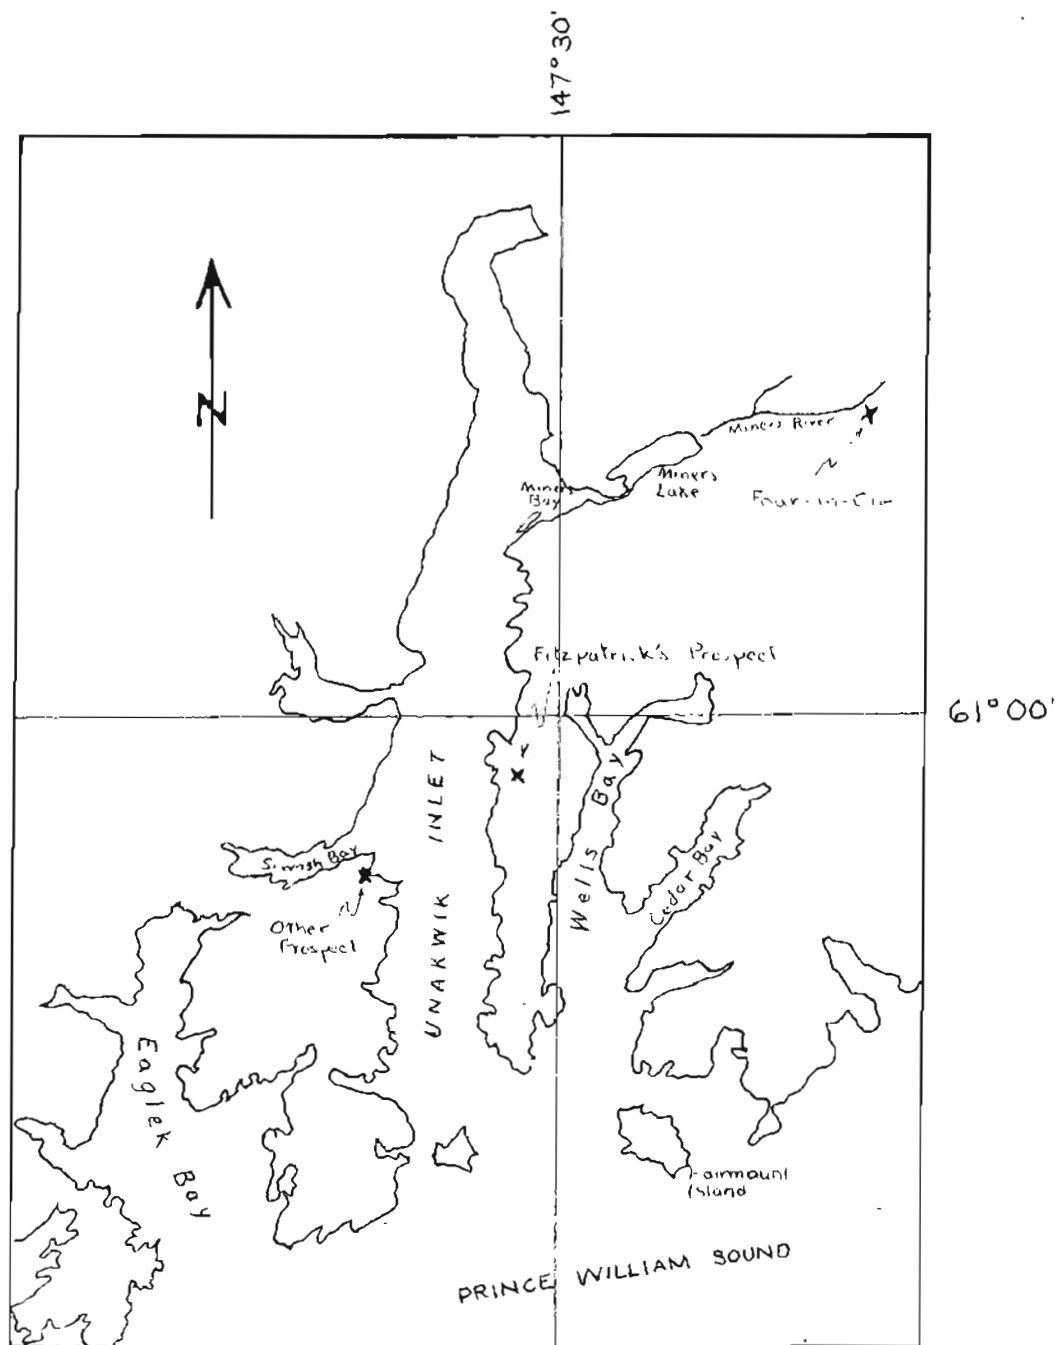 147° 30'
N
Miners River
Miners
Lake
Miners
Bay
Fitzpatrick's Prospect
61° 00'
UNAKWIK INLET
Wells Bay
Cedar Bay
Bay
Other
Prospect
Eaglek Bay
Fairmount
Island
PRINCE WILLIAM SOUND